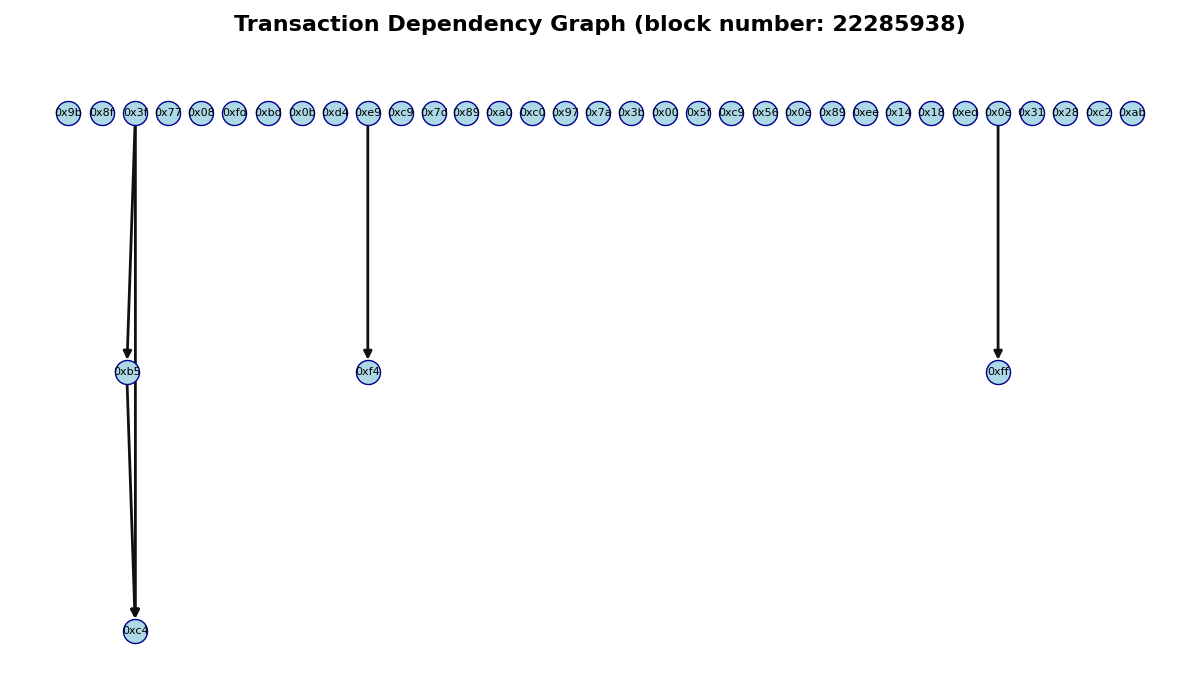 Transaction Dependency Graph (block number: 22285938)
0x9b 0x8f 0x3f 0x77 0x08 0xfd 0xbd 0x0b 0xd4 0xe9 0xc9 0x7d 0x89 0xa0 0xc0 0x97 0x7a 0x3b 0x00 0x5f 0xc9 0x56 0x0e 0x89 0xee 0x14 0x18 0xed 0x0e 0x31 0x28 0xc2 0xab
0xb5 0xf4 0xff
0xc4